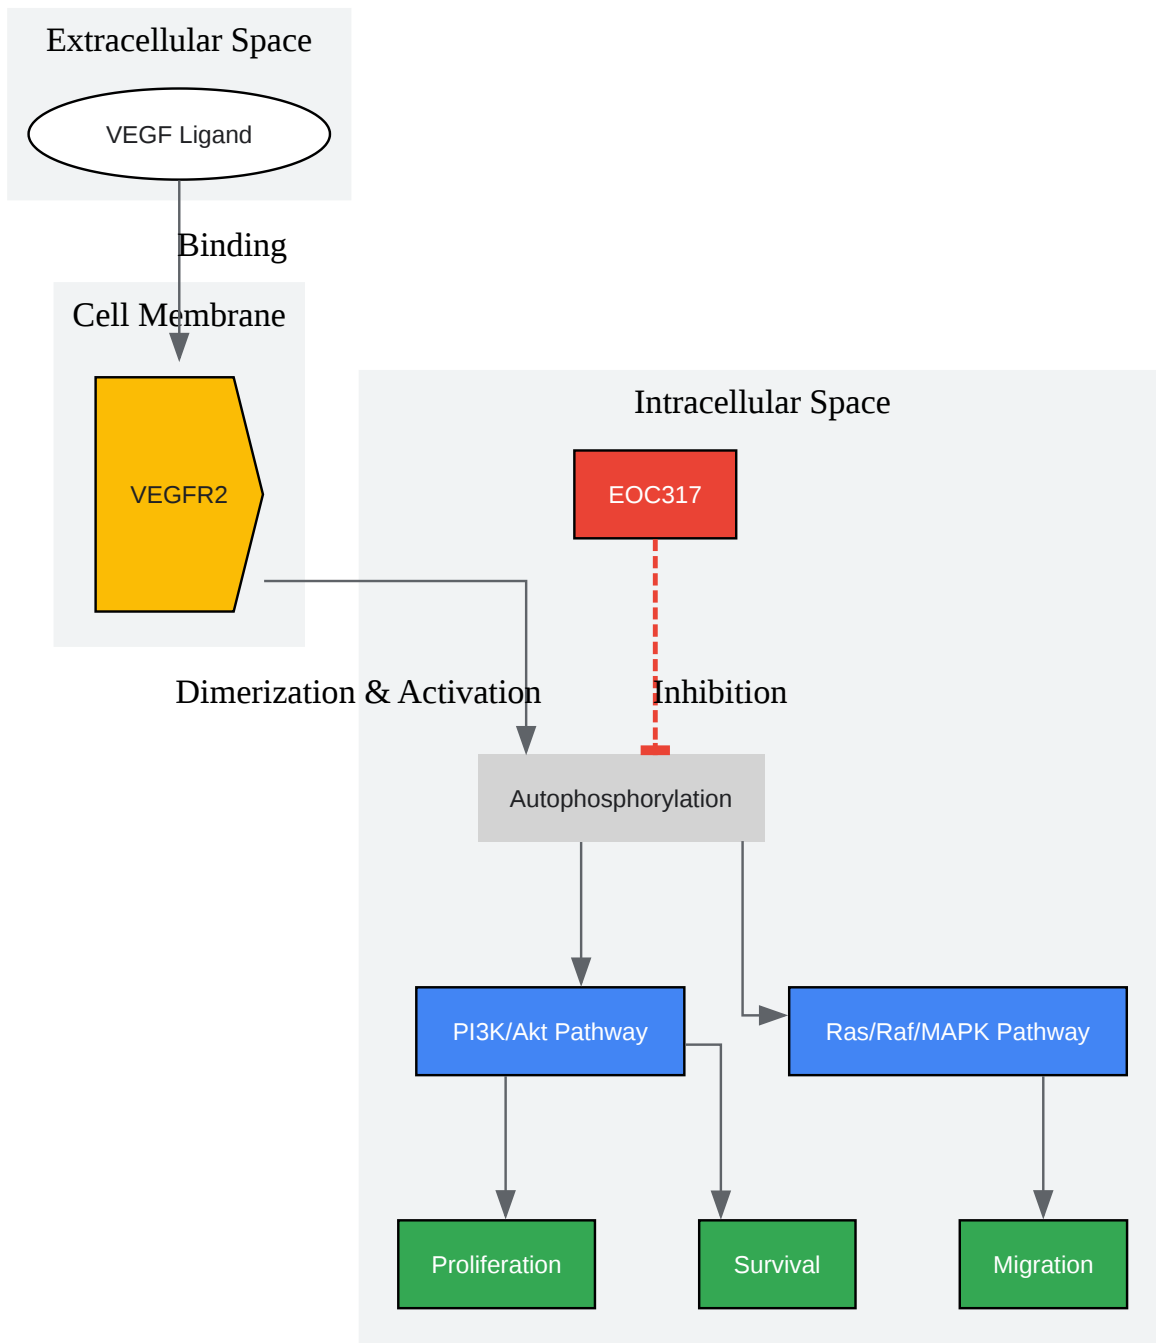 Extracellular Space
VEGF Ligand
Binding
Cell Membrane
VEGFR2
Intracellular Space
EOC317
Dimerization & Activation
Inhibition
Autophosphorylation
PI3K/Akt Pathway
Ras/Raf/MAPK Pathway
Proliferation
Survival
Migration